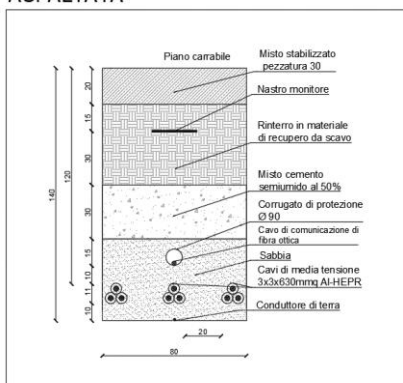 Piano carrabile
Misto stabilizzato
pezzatura 30
Nastro monitore
Rinterro in materiale
di recupero da scavo
Misto cemento
semiumido al 50%
Corrugato di protezione
Ø 90
Cavo di comunicazione di
fibra ottica
Sabbia
Cavi di media tensione
3x3x630mmq Al-HEPR
Conduttore di terra
140
120
20
15
30
30
15
10
11
10
20
80